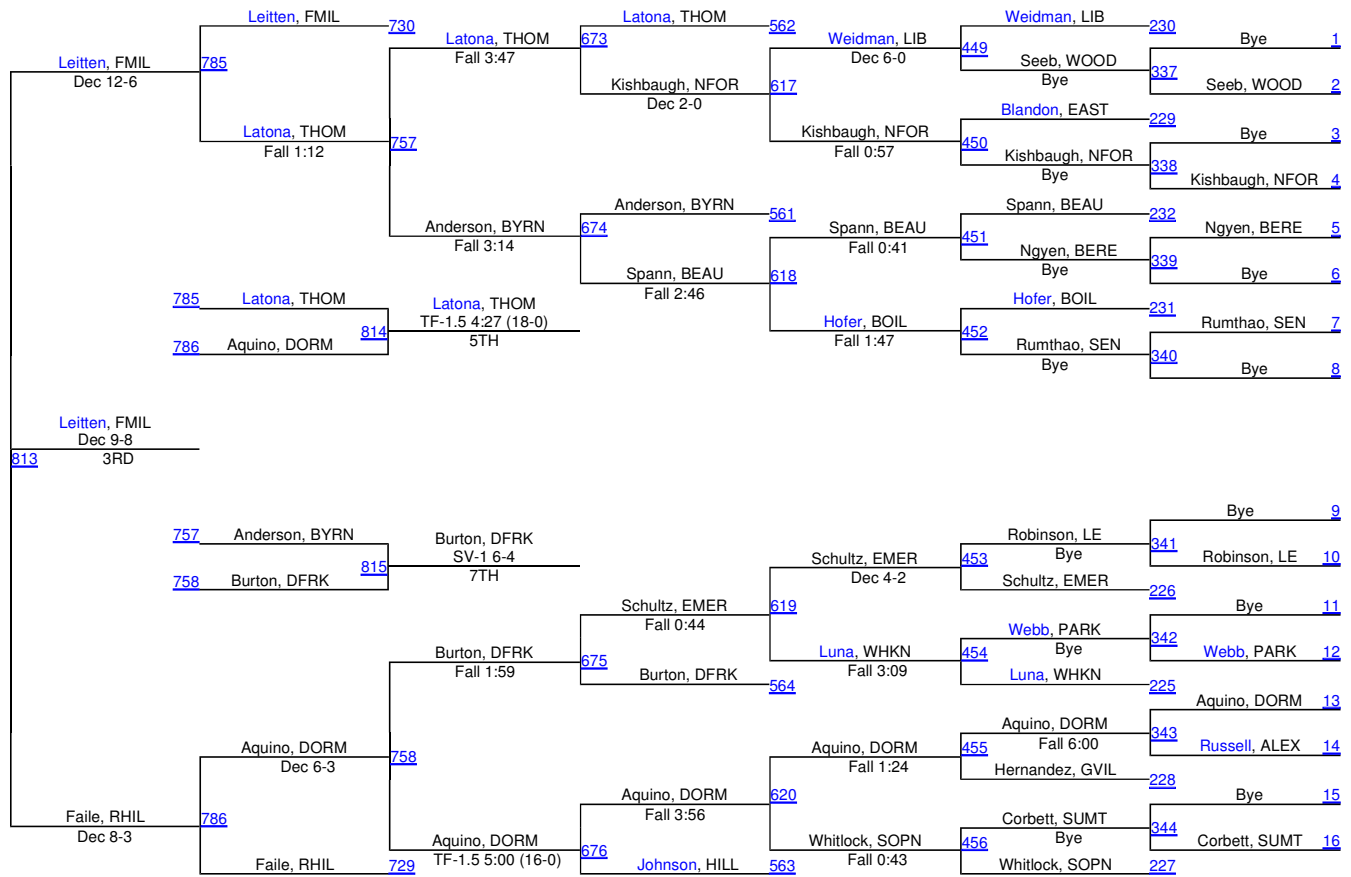 Leitten, FMIL
730
Latona, THOM
562
Weidman, LIB
230
Latona, THOM
673
Fall 3:47
Weidman, LIB
449
Dec 6-0
Bye 1
Leitten, FMIL
785
Dec 12-6
Seeb, WOOD
337
Bye
Kishbaugh, NFOR
617
Dec 2-0
Seeb, WOOD 2
Blandon, EAST
229
Latona, THOM
757
Fall 1:12
Kishbaugh, NFOR
450
Fall 0:57
Bye 3
Kishbaugh, NFOR
338
Bye
Kishbaugh, NFOR 4
Anderson, BYRN
561
Spann, BEAU
232
Anderson, BYRN
674
Fall 3:14
Spann, BEAU
451
Fall 0:41
Ngyen, BERE 5
Ngyen, BERE
339
Bye
Spann, BEAU
618
Fall 2:46
Bye 6
785 Latona, THOM
Latona, THOM
TF-1.5 4:27 (18-0)
814
5TH
Hofer, BOIL
231
Hofer, BOIL
452
Fall 1:47
Rumthao, SEN 7
786 Aquino, DORM
Rumthao, SEN
340
Bye
Bye 8
Leitten, FMIL
Dec 9-8
813
3RD
Bye 9
757 Anderson, BYRN
Burton, DFRK
SV-1 6-4
815
7TH
Robinson, LE
341
Bye
Schultz, EMER
453
Dec 4-2
Robinson, LE 10
758 Burton, DFRK
Schultz, EMER
226
Schultz, EMER
619
Fall 0:44
Bye 11
Webb, PARK
342
Bye
Burton, DFRK
675
Fall 1:59
Luna, WHKN
454
Fall 3:09
Webb, PARK 12
Burton, DFRK
564
Luna, WHKN
225
Aquino, DORM 13
Aquino, DORM
343
Fall 6:00
Aquino, DORM
758
Dec 6-3
Aquino, DORM
455
Fall 1:24
Russell, ALEX 14
Hernandez, GVIL
228
Aquino, DORM
620
Fall 3:56
Bye 15
Faile, RHIL
786
Dec 8-3
Corbett, SUMT
344
Bye
Aquino, DORM
676
TF-1.5 5:00 (16-0)
Whitlock, SOPN
456
Fall 0:43
Corbett, SUMT 16
Faile, RHIL
729
Johnson, HILL
563
Whitlock, SOPN
227